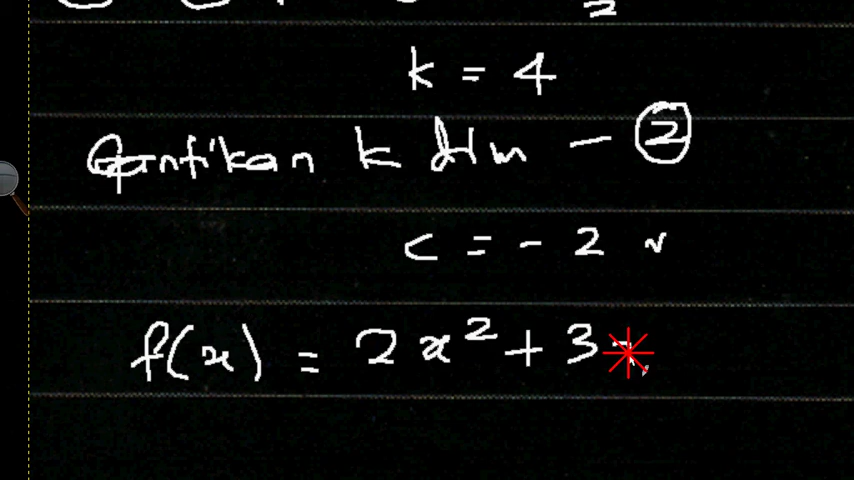 k = 4
Gantikan k dlm - ②
c = - 2 ✓
f(x) = 2x² + 3